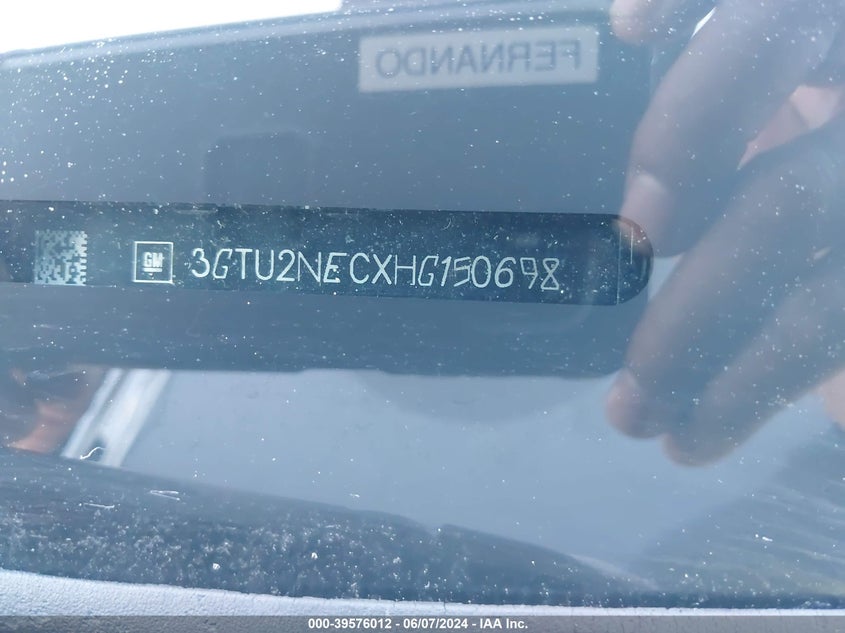 FERNANDO
GM 3GTU2NECXHG150698
000-39576012 - 06/07/2024 - IAA Inc.